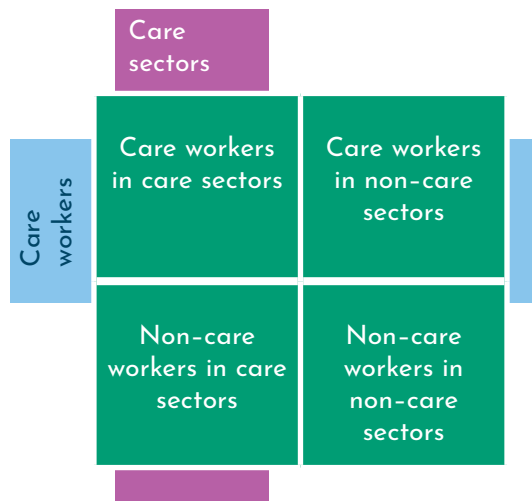 Care
sectors
Care workers
in care sectors
Care workers
in non-care
sectors
Care
workers
Non-care
workers in care
sectors
Non-care
workers in
non-care
sectors